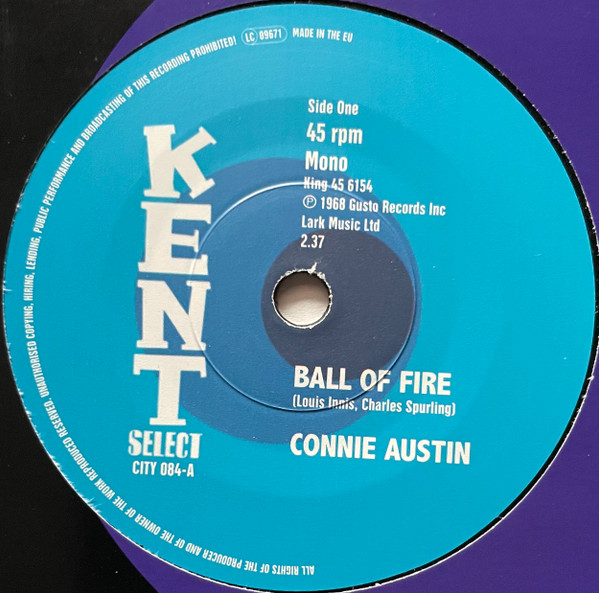 ALL RIGHTS OF THE PRODUCER AND OF THE OWNER OF THE WORK REPRODUCED RESERVED. UNAUTHORISED COPYING, HIRING, LENDING, PUBLIC PERFORMANCE AND BROADCASTING OF THIS RECORDING PROHIBITED! LC 09671 MADE IN THE EU
Side One
45 rpm
Mono
King 45 6154
℗ 1968 Gusto Records Inc
Lark Music Ltd
2.37
KENT
SELECT
CITY 084-A
BALL OF FIRE
(Louis Innis, Charles Spurling)
CONNIE AUSTIN